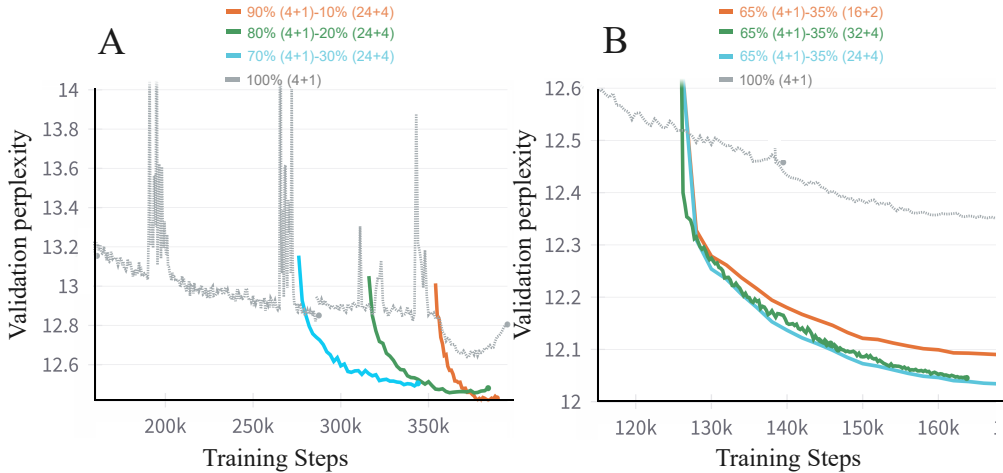 A
90% (4+1)-10% (24+4)
80% (4+1)-20% (24+4)
70% (4+1)-30% (24+4)
100% (4+1)
Validation perplexity
14
13.8
13.6
13.4
13.2
13
12.8
12.6
200k
250k
300k
350k
Training Steps
B
65% (4+1)-35% (16+2)
65% (4+1)-35% (32+4)
65% (4+1)-35% (24+4)
100% (4+1)
Validation perplexity
12.6
12.5
12.4
12.3
12.2
12.1
12
120k
130k
140k
150k
160k
Training Steps